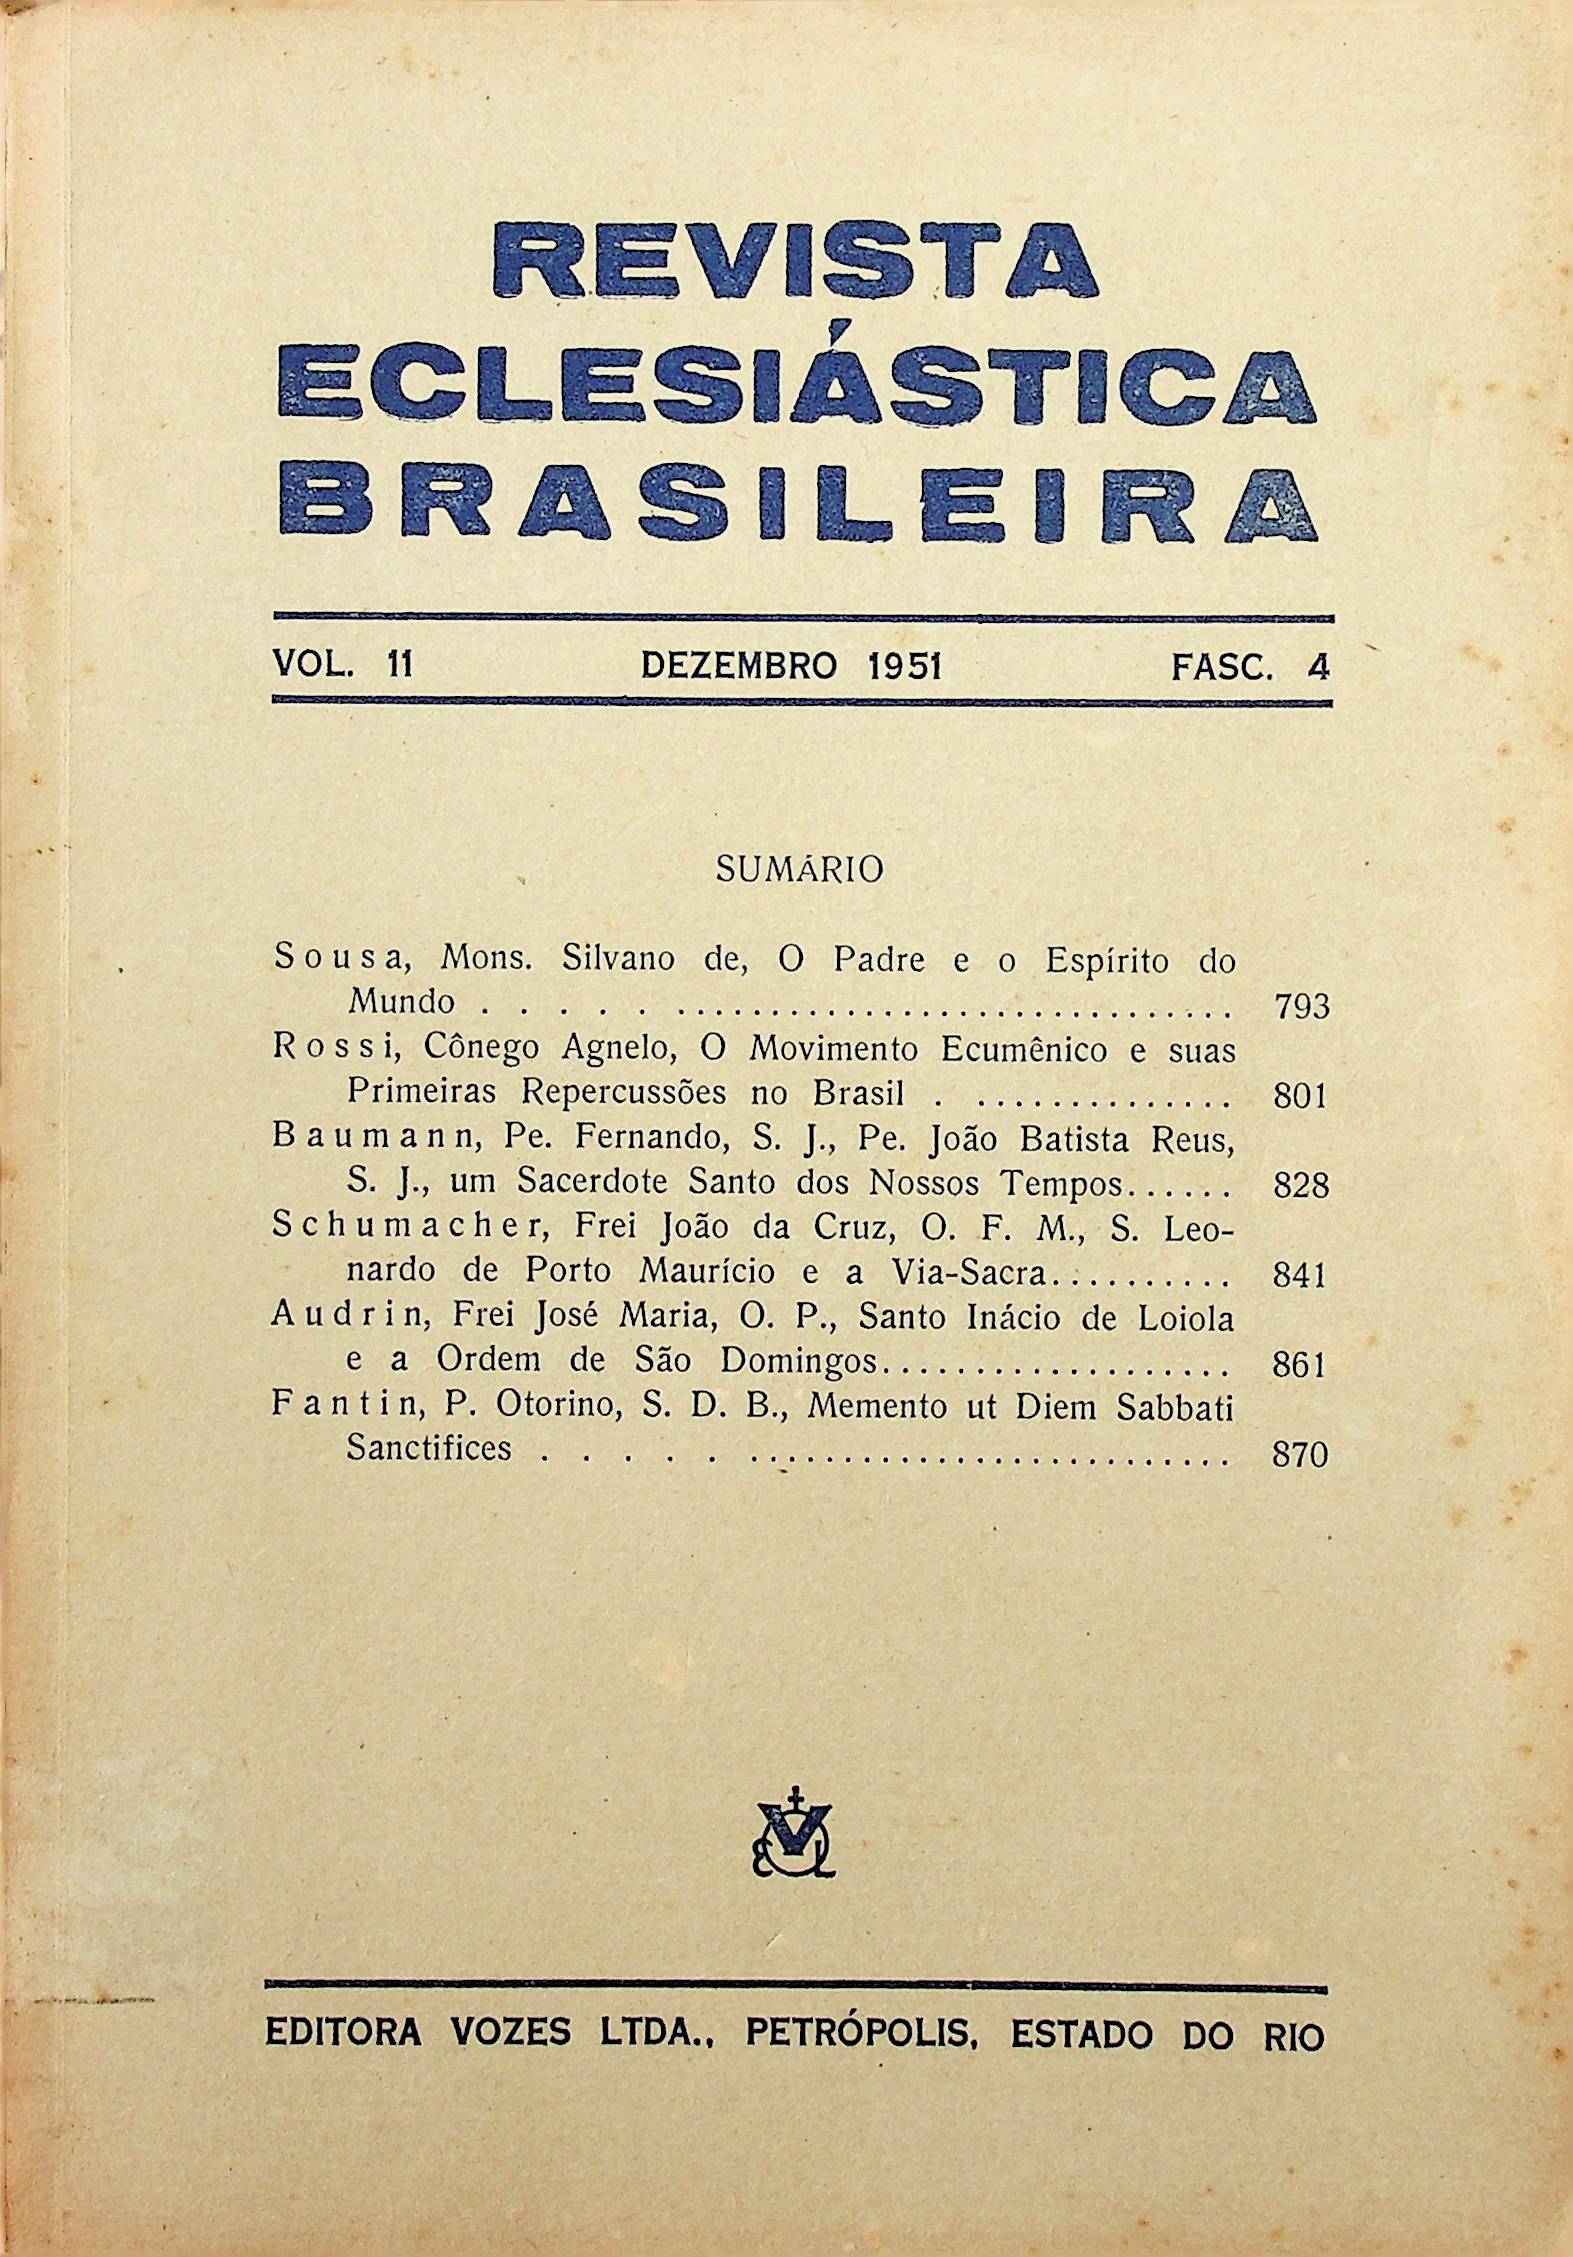 REVISTA
ECLESIÁSTICA
BRASILEIRA
VOL. 11 DEZEMBRO 1951 FASC. 4
SUMÁRIO
Sousa, Mons. Silvano de, O Padre e o Espírito do
Mundo . . . . . .............................. 793
Rossi, Cônego Agnelo, O Movimento Ecumênico e suas
Primeiras Repercussões no Brasil . .............. 801
Baumann, Pe. Fernando, S. J., Pe. João Batista Reus,
S. J., um Sacerdote Santo dos Nossos Tempos...... 828
Schumacher, Frei João da Cruz, O. F. M., S. Leo-
nardo de Porto Maurício e a Via-Sacra.......... 841
Audrin, Frei José Maria, O. P., Santo Inácio de Loiola
e a Ordem de São Domingos................... 861
Fantin, P. Otorino, S. D. B., Memento ut Diem Sabbati
Sanctifices . . . . . .......................... 870
EVL
EDITORA VOZES LTDA., PETRÓPOLIS, ESTADO DO RIO